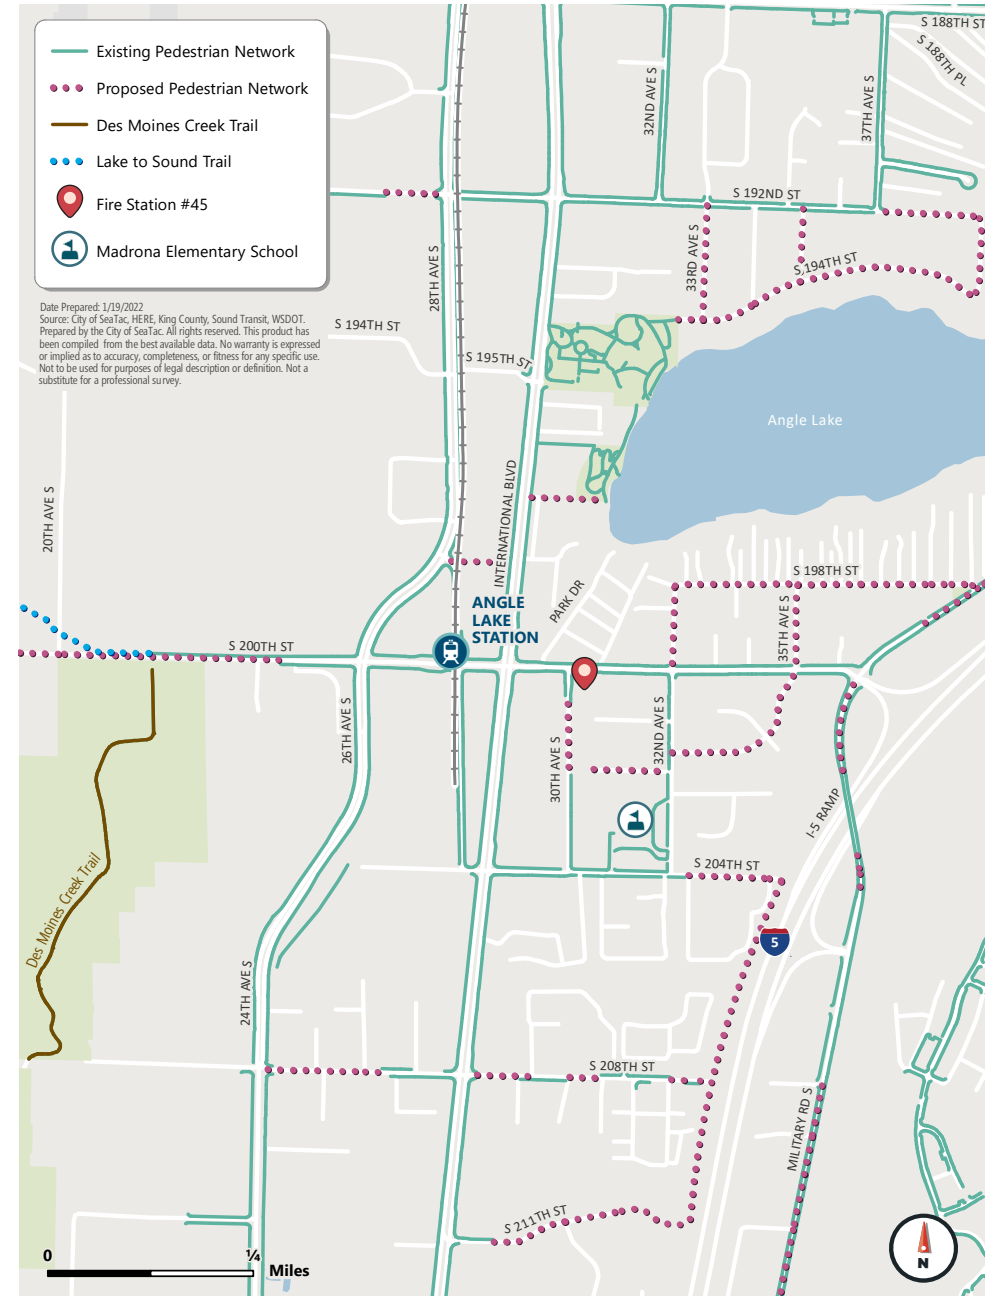 Existing Pedestrian Network
Proposed Pedestrian Network
Des Moines Creek Trail
Lake to Sound Trail
Fire Station #45
Madrona Elementary School
Date Prepared: 1/19/2022
Source: City of SeaTac, HERE, King County, Sound Transit, WSDOT.
Prepared by the City of SeaTac. All rights reserved. This product has
been compiled from the best available data. No warranty is expressed
or implied as to accuracy, completeness, or fitness for any specific use.
Not to be used for purposes of legal description or definition. Not a
substitute for a professional survey.
S 188TH ST
S 188TH PL
32ND AVE S
37TH AVE S
S 192ND ST
33RD AVE S
S 194TH ST
28TH AVE S
S 194TH ST
S 195TH ST
Angle Lake
20TH AVE S
INTERNATIONAL BLVD
S 198TH ST
PARK DR
35TH AVE S
ANGLE
LAKE
STATION
S 200TH ST
26TH AVE S
30TH AVE S
32ND AVE S
I-5 RAMP
S 204TH ST
Des Moines Creek Trail
5
24TH AVE S
S 208TH ST
MILITARY RD S
S 211TH ST
0
¼
Miles
N